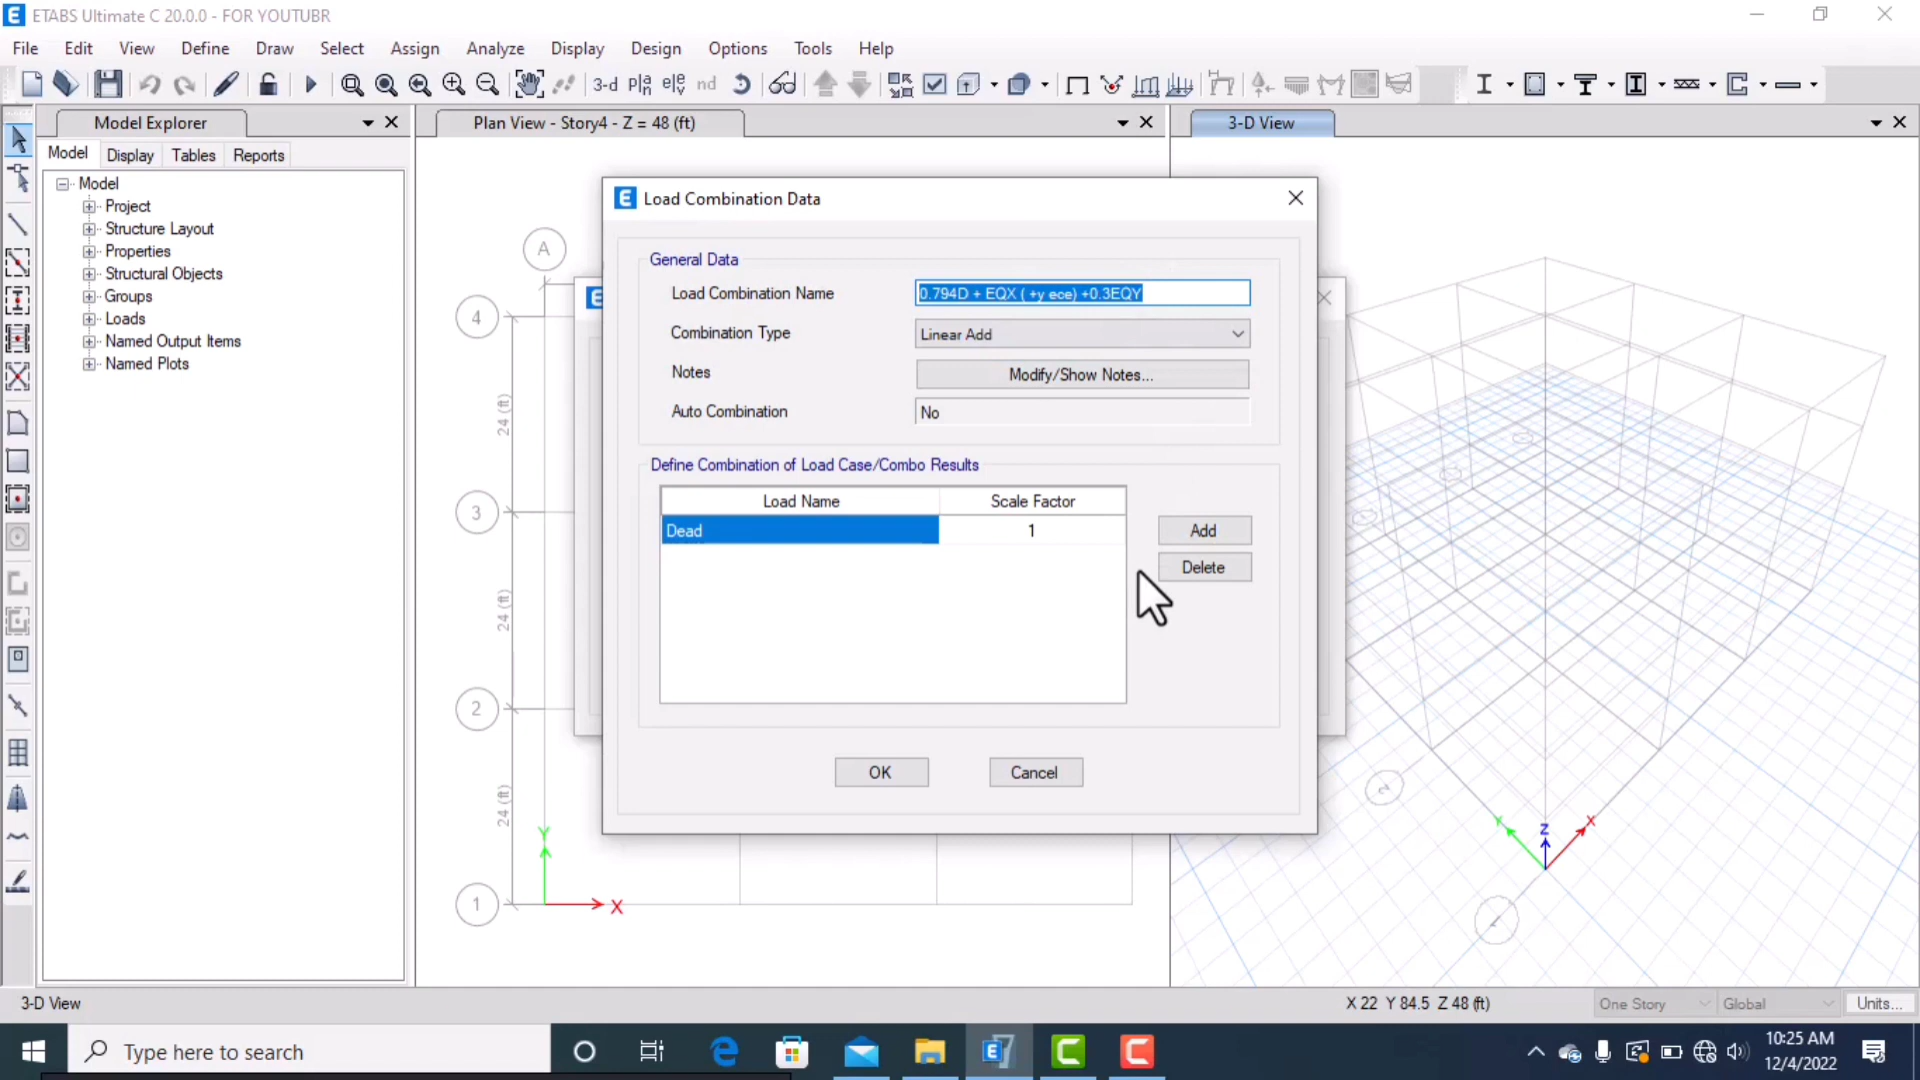 ETABS Ultimate C 20.0.0 - FOR YOUTUBR
File Edit View Define Draw Select Assign Analyze Display Design Options Tools Help
3-d pla elev nd
Model Explorer
Plan View - Story4 - Z = 48 (ft)
3-D View
Model Display Tables Reports
Model
Project
Structure Layout
Properties
Structural Objects
Groups
Loads
Named Output Items
Named Plots
A
4
3
2
1
24 (ft)
24 (ft)
24 (ft)
Y
X
Load Combination Data
General Data
Load Combination Name
0.794D + EQX ( +y ece) +0.3EQY
Combination Type
Linear Add
Notes
Modify/Show Notes...
Auto Combination
No
Define Combination of Load Case/Combo Results
Load Name Scale Factor
Dead 1
Add
Delete
OK
Cancel
Y Z X
3-D View
X 22 Y 84.5 Z 48 (ft)
One Story
Global
Units...
Type here to search
10:25 AM
12/4/2022